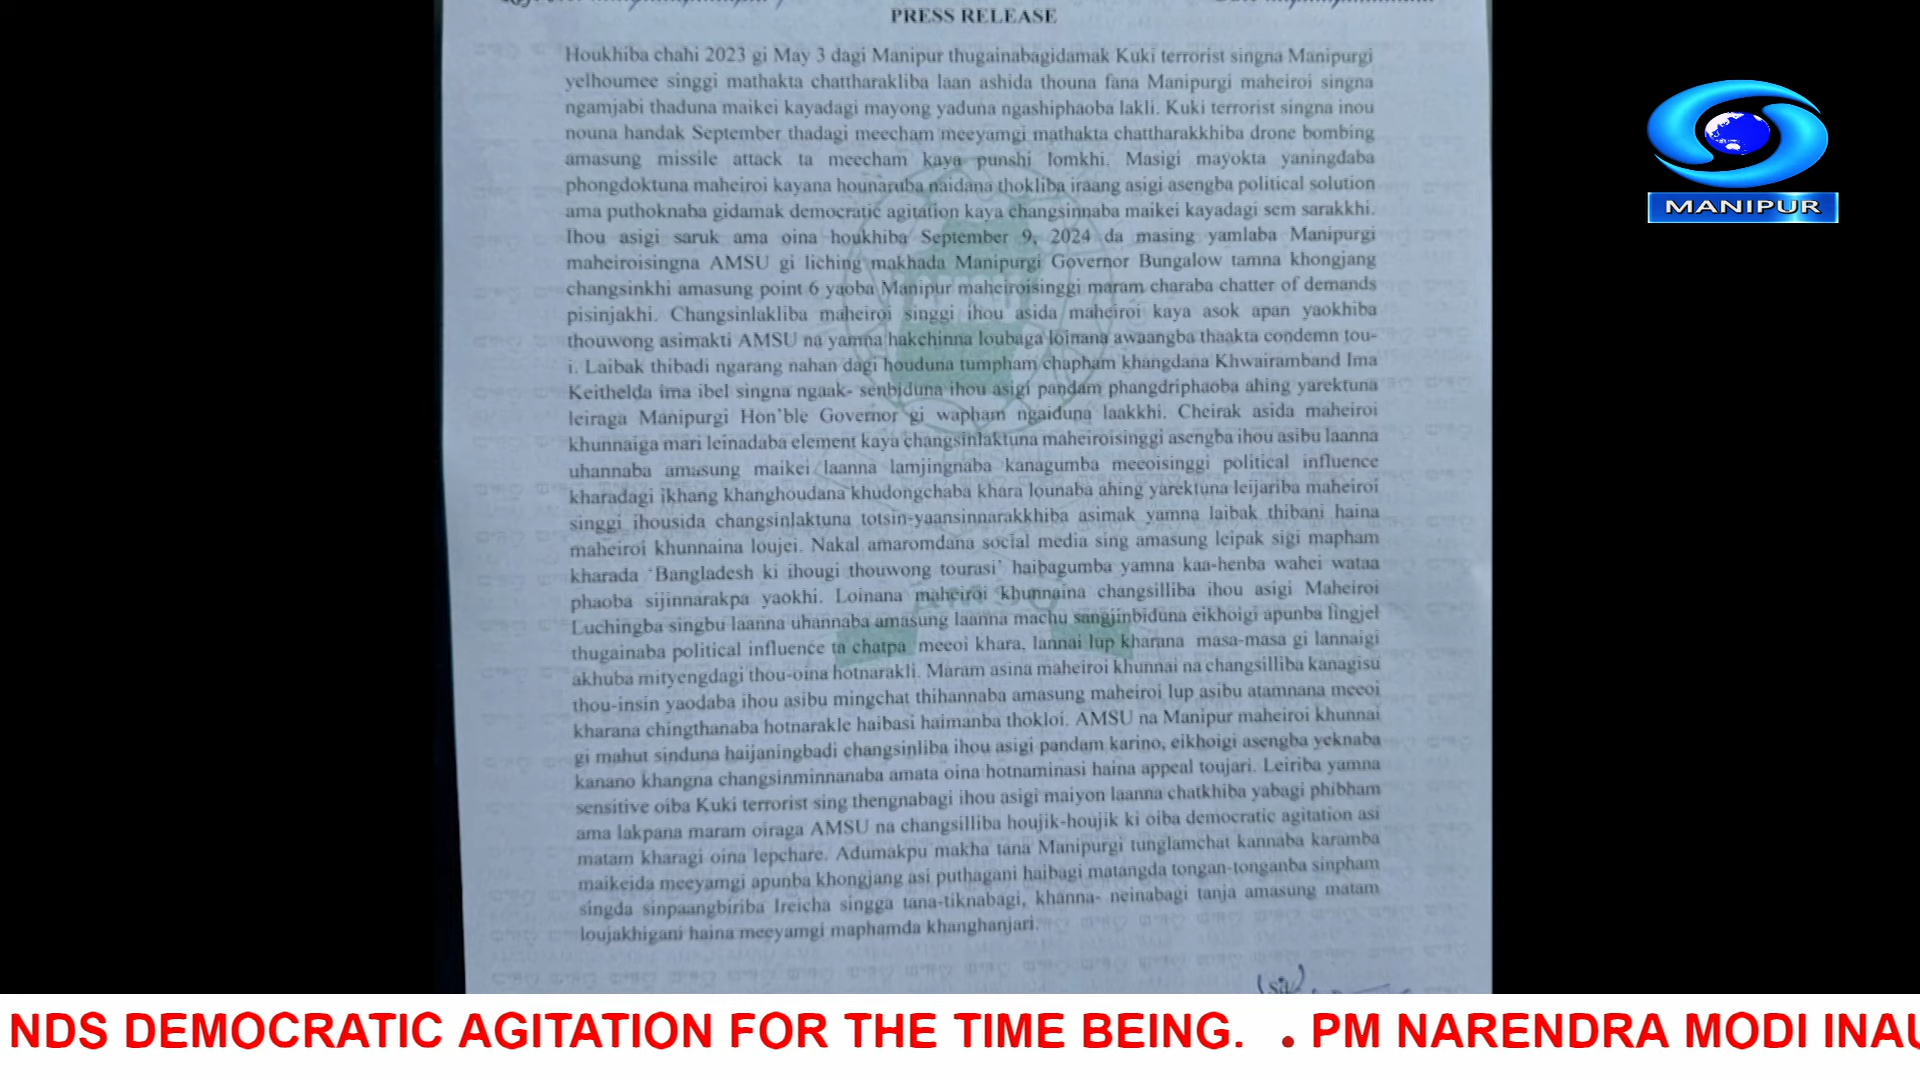 PRESS RELEASE
Houkhiba chahi 2023 gi May 3 dagi Manipur thugainabagidamak Kuki terrorist singna Manipurgi
yelhoumee singgi mathakta chattharakliba laan ashida thouna fana Manipurgi maheiroi singna
ngamjabi thaduna maikei kayadagi mayong yaduna ngashiphaoba lakli. Kuki terrorist singna inou
nouna handak September thadagi meecham meeyamgi mathakta chattharakkhiba drone bombing
amasung missile attack ta meecham kaya punshi lomkhi. Masigi mayokta yaningdaba
phongdoktuna maheiroi kayana hounaruba naidana thokliba iraang asigi asengba political solution
ama puthoknaba gidamak democratic agitation kaya changsinnaba maikei kayadagi sem sarakkhi.
Ihou asigi saruk ama oina houkhiba September 9, 2024 da masing yamlaba Manipurgi
maheiroisingna AMSU gi liching makhada Manipurgi Governor Bungalow tamna khongjang
changsinkhi amasung point 6 yaoba Manipur maheiroisinggi maram charaba chatter of demands
pisinjakhi. Changsinlakliba maheiroi singgi ihou asida maheiroi kaya asok apan yaokhiba
thouwong asimakti AMSU na yamna hakchinna loubaga loinana awaangba thaakta condemn tou-
i. Laibak thibadi ngarang nahan dagi houduna tumpham chapham khangdana Khwairamband Ima
Keithelda ima ibel singna ngaak- senbiduna ihou asigi pandam phangdriphaoba ahing yarektuna
leiraga Manipurgi Hon'ble Governor gi wapham ngaiduna laakkhi. Cheirak asida maheiroi
khunnaiga mari leinadaba element kaya changsinlaktuna maheiroisinggi asengba ihou asibu laanna
uhannaba amasung maikei laanna lamjingnaba kanagumba meeoisinggi political influence
kharadagi ikhang khanghoudana khudongchaba khara lounaba ahing yarektuna leijariba maheiroi
singgi ihousida changsinlaktuna totsin-yaansinnarakkhiba asimak yamna laibak thibani haina
maheiroi khunnaina loujei. Nakal amaromdana social media sing amasung leipak sigi mapham
kharada 'Bangladesh ki ihougi thouwong tourasi' haibagumba yamna kaa-henba wahei wataa
phaoba sijinnarakpa yaokhi. Loinana maheiroi khunnaina changsilliba ihou asigi Maheiroi
Luchingba singbu laanna uhannaba amasung laanna machu sangjinbiduna eikhoigi apunba lingjel
thugainaba political influence ta chatpa meeoi khara, lannai lup kharana masa-masa gi lannaigi
akhuba mityengdagi thou-oina hotnarakli. Maram asina maheiroi khunnai na changsilliba kanagisu
thou-insin yaodaba ihou asibu mingchat thihannaba amasung maheiroi lup asibu atamnana meeoi
kharana chingthanaba hotnarakle haibasi haimanba thokloi. AMSU na Manipur maheiroi khunnai
gi mahut sinduna haijaningbadi changsinliba ihou asigi pandam karino, eikhoigi asengba yeknaba
kanano khangna changsinminnanaba amata oina hotnaminasi haina appeal toujari. Leiriba yamna
sensitive oiba Kuki terrorist sing thengnabagi ihou asigi maiyon laanna chatkhiba yabagi phibham
ama lakpana maram oiraga AMSU na changsilliba houjik-houjik ki oiba democratic agitation asi
matam kharagi oina lepchare. Adumakpu makha tana Manipurgi tunglamchat kannaba karamba
maikeida meeyamgi apunba khongjang asi puthagani haibagi matangda tongan-tonganba sinpham
singda sinpaangbiriba Ireicha singga tana-tiknabagi, khanna- neinabagi tanja amasung matam
loujakhigani haina meeyamgi maphamda khanghanjari.
MANIPUR
NDS DEMOCRATIC AGITATION FOR THE TIME BEING. • PM NARENDRA MODI INAU